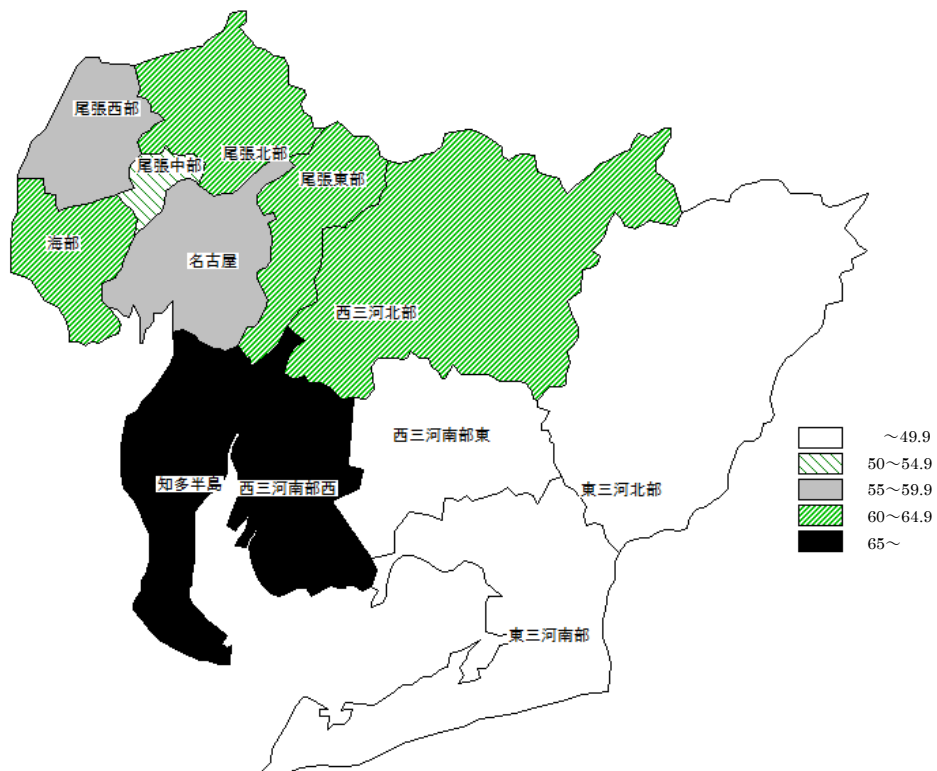 尾張西部
尾張中部
尾張北部
尾張東部
海部
名古屋
西三河北部
西三河南部東
知多半島
西三河南部西
東三河北部
東三河南部
～49.9
50～54.9
55～59.9
60～64.9
65～